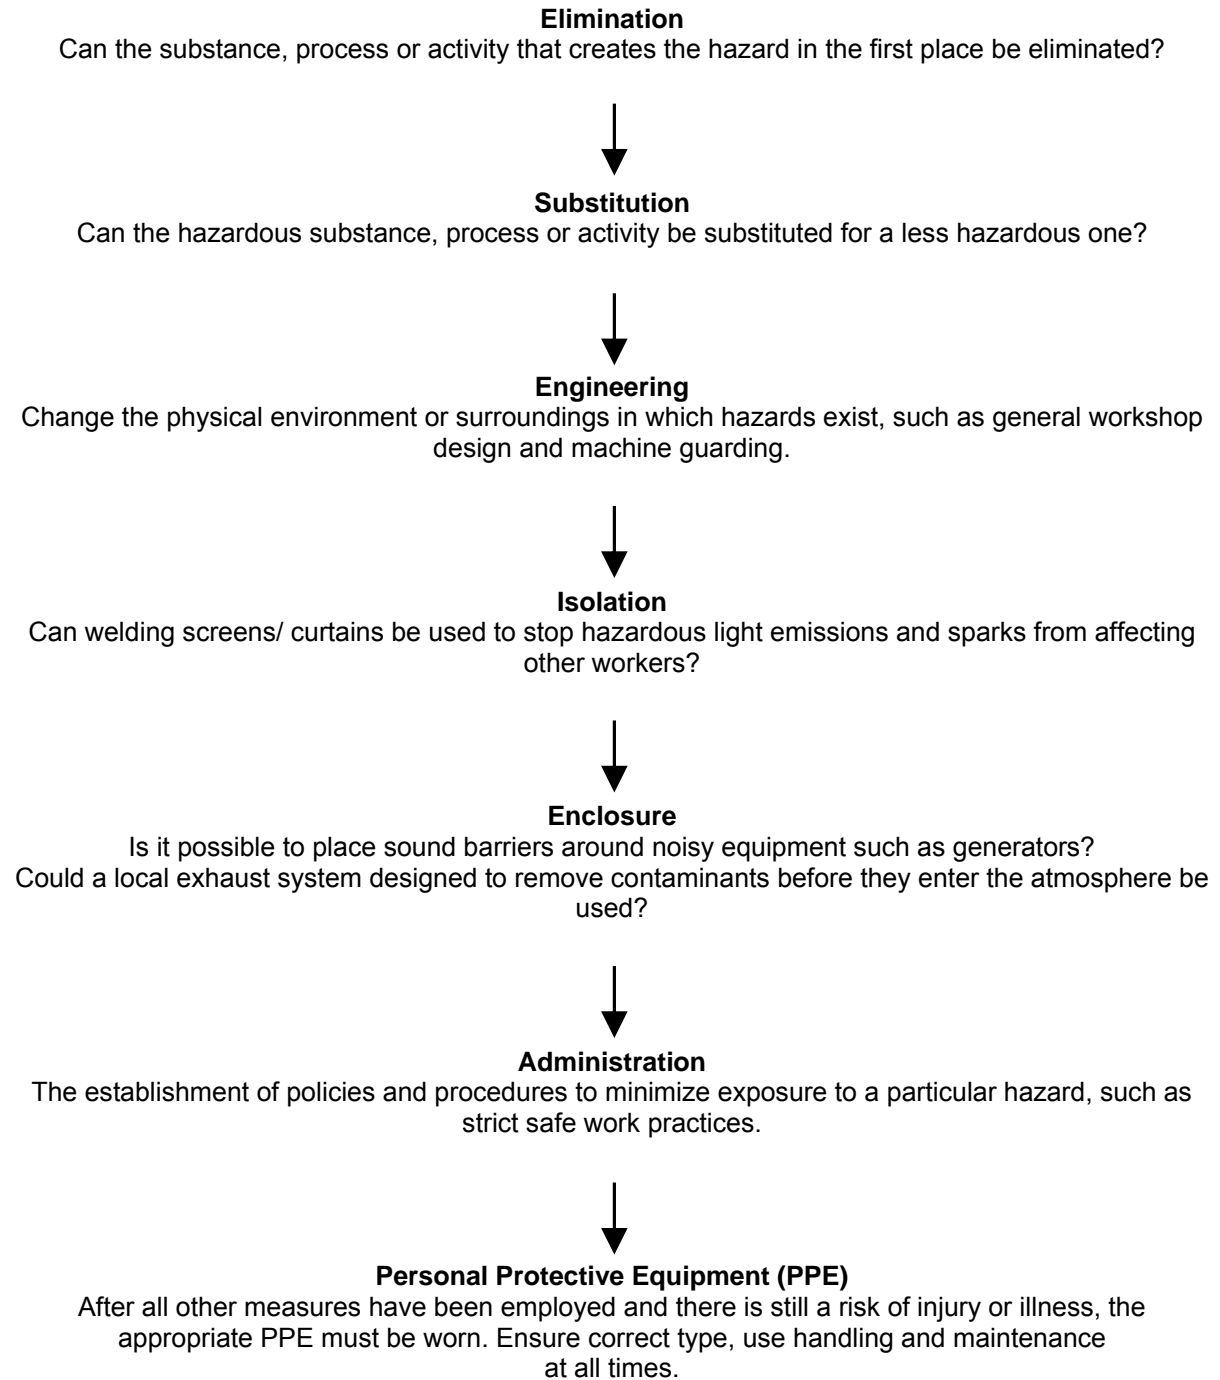 Elimination
Can the substance, process or activity that creates the hazard in the first place be eliminated?
Substitution
Can the hazardous substance, process or activity be substituted for a less hazardous one?
Engineering
Change the physical environment or surroundings in which hazards exist, such as general workshop
design and machine guarding.
Isolation
Can welding screens/ curtains be used to stop hazardous light emissions and sparks from affecting
other workers?
Enclosure
Is it possible to place sound barriers around noisy equipment such as generators?
Could a local exhaust system designed to remove contaminants before they enter the atmosphere be
used?
Administration
The establishment of policies and procedures to minimize exposure to a particular hazard, such as
strict safe work practices.
Personal Protective Equipment (PPE)
After all other measures have been employed and there is still a risk of injury or illness, the
appropriate PPE must be worn. Ensure correct type, use handling and maintenance
at all times.